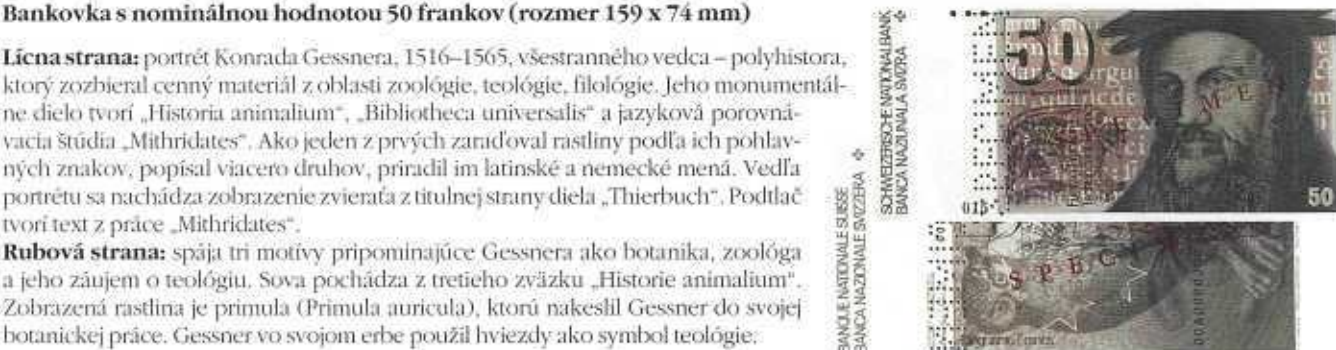 Bankovka s nominálnou hodnotou 50 frankov (rozmer 159 x 74 mm)
Lícna strana: portrét Konrada Gessnera, 1516–1565, všestranného vedca – polyhistora,
ktorý zozbieral cenný materiál z oblasti zoológie, teológie, filológie. Jeho monumentál-
ne dielo tvorí „Historia animalium“, „Bibliotheca universalis“ a jazyková porovná-
vacia štúdia „Mithridates“. Ako jeden z prvých zaraďoval rastliny podľa ich pohlav-
ných znakov, popísal viacero druhov, priradil im latinské a nemecké mená. Vedľa
portrétu sa nachádza zobrazenie zvieraťa z titulnej strany diela „Thierbuch“. Podtlač
tvorí text z práce „Mithridates“.
Rubová strana: spája tri motívy pripomínajúce Gessnera ako botanika, zoológa
a jeho záujem o teológiu. Sova pochádza z tretieho zväzku „Historie animalium“.
Zobrazená rastlina je primula (Primula auricula), ktorú nakeslil Gessner do svojej
botanickej práce. Gessner vo svojom erbe použil hviezdy ako symbol teológie.
BANQUE NATIONALE SUISSE
BANCA NAZIONALE SVIZZERA
SCHWEIZERISCHE NATIONALBANK
BANCA NAZIUNALA SVIZRA
50
50